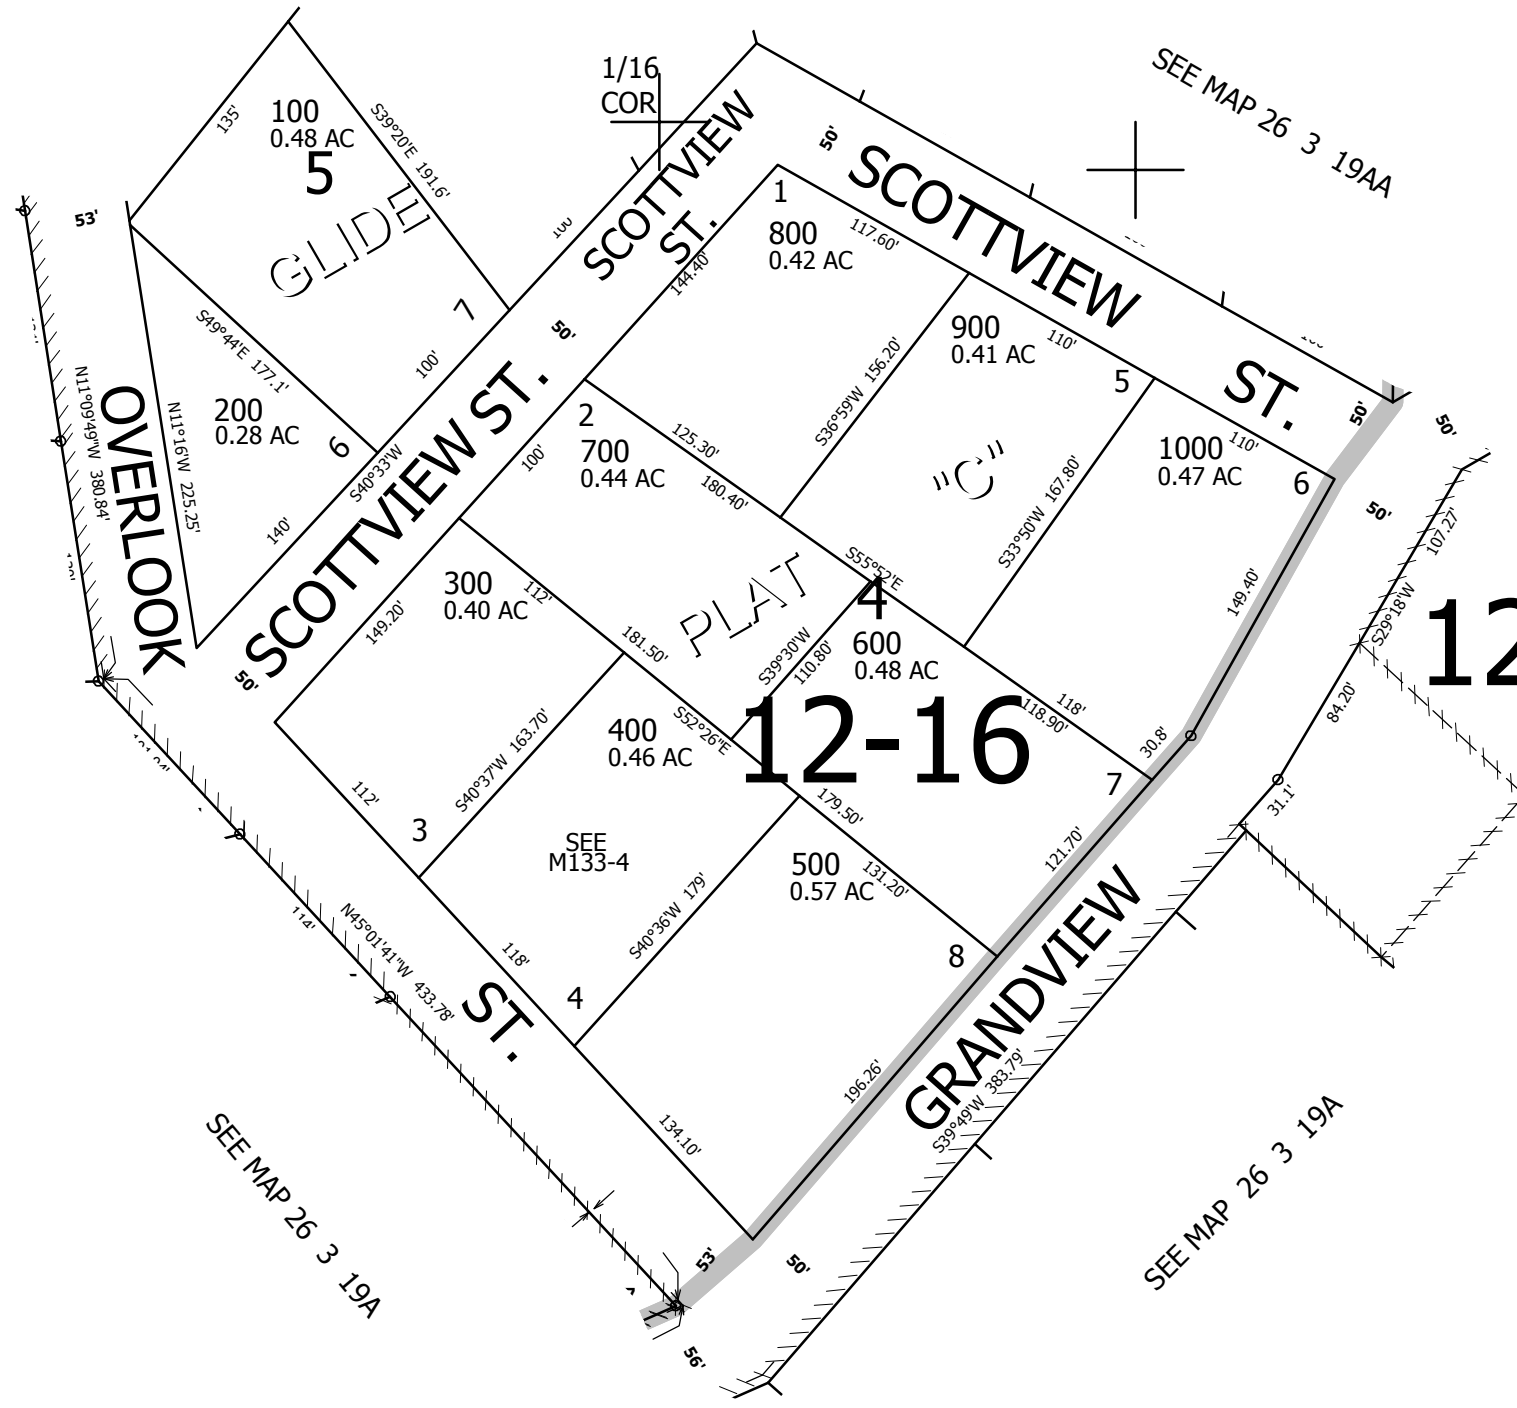 1/16
COR
SEE MAP 26 3 19AA
135'
100
0.48 AC
5
S39°20'E 191.6'
GLIDE
53'
7
100'
S49°44'E 177.1'
200
0.28 AC
6
S40°33'W
140'
N11°16'W 225.25'
N11°09'49"W 380.84'
OVERLOOK
ST.
SCOTTVIEW
ST.
SCOTTVIEW ST.
50'
50'
50'
SCOTTVIEW
ST.
50'
50'
50'
1
800
0.42 AC
117.60'
144.40'
900
0.41 AC
110'
S36°59'W 156.20'
5
1000
0.47 AC
110'
6
S33°50'W 167.80'
"C"
2
700
0.44 AC
100'
125.30'
180.40'
S55°52'E
4
PLAT
S39°30'W
110.80'
600
0.48 AC
118'
118.90'
149.40'
30.8'
7
121.70'
12-16
12
107.27'
S29°18'W
84.20'
31.1'
300
0.40 AC
112'
149.20'
181.50'
S52°26"E
112'
3
S40°37'W 163.70'
400
0.46 AC
SEE
M133-4
118'
4
179.50'
131.20'
S40°36'W 179'
500
0.57 AC
8
196.26'
134.10'
114'
N45°01'41"W 433.78'
GRANDVIEW
S39°49'W 383.79'
53'
50'
56'
SEE MAP 26 3 19A
SEE MAP 26 3 19A